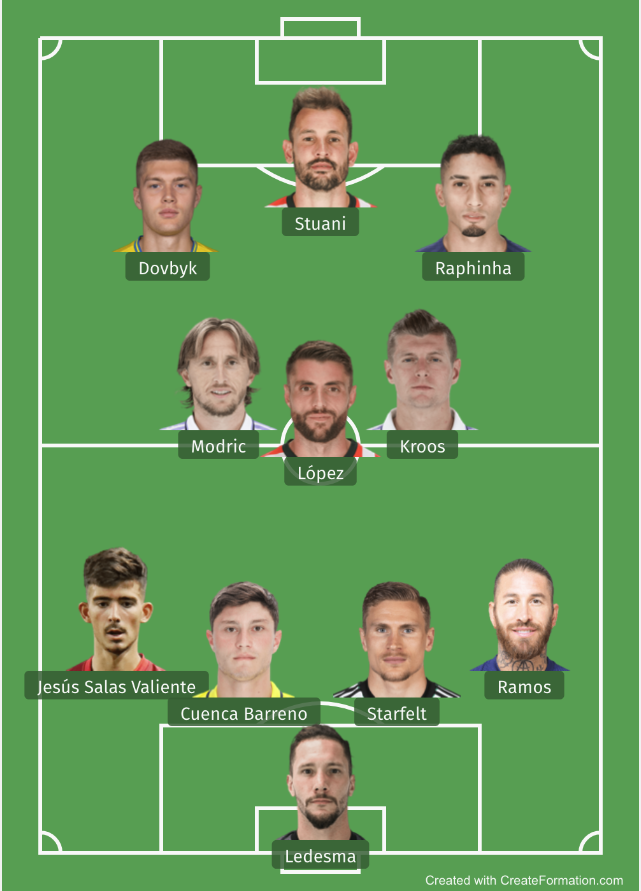 Stuani
Dovbyk
Raphinha
Modric
Kroos
López
Jesús Salas Valiente
Ramos
Cuenca Barreno
Starfelt
Ledesma
Created with CreateFormation.com